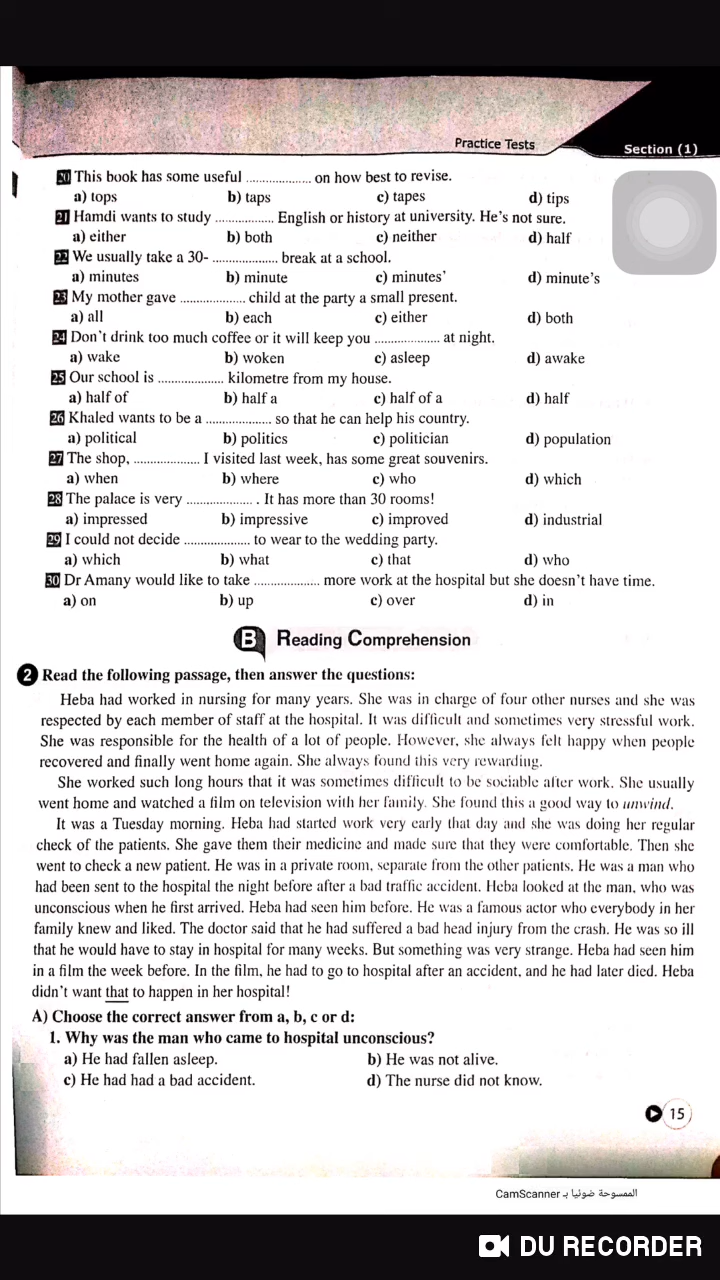 Practice Tests
Section (1)
20 This book has some useful .................... on how best to revise.
a) tops b) taps c) tapes d) tips
21 Hamdi wants to study .................. English or history at university. He's not sure.
a) either b) both c) neither d) half
22 We usually take a 30- .................... break at a school.
a) minutes b) minute c) minutes' d) minute's
23 My mother gave .................... child at the party a small present.
a) all b) each c) either d) both
24 Don't drink too much coffee or it will keep you .................... at night.
a) wake b) woken c) asleep d) awake
25 Our school is .................... kilometre from my house.
a) half of b) half a c) half of a d) half
26 Khaled wants to be a .................... so that he can help his country.
a) political b) politics c) politician d) population
27 The shop, .................... I visited last week, has some great souvenirs.
a) when b) where c) who d) which
28 The palace is very .................... . It has more than 30 rooms!
a) impressed b) impressive c) improved d) industrial
29 I could not decide .................... to wear to the wedding party.
a) which b) what c) that d) who
30 Dr Amany would like to take .................... more work at the hospital but she doesn't have time.
a) on b) up c) over d) in
B Reading Comprehension
2 Read the following passage, then answer the questions:
Heba had worked in nursing for many years. She was in charge of four other nurses and she was
respected by each member of staff at the hospital. It was difficult and sometimes very stressful work.
She was responsible for the health of a lot of people. However, she always felt happy when people
recovered and finally went home again. She always found this very rewarding.
She worked such long hours that it was sometimes difficult to be sociable after work. She usually
went home and watched a film on television with her family. She found this a good way to unwind.
It was a Tuesday morning. Heba had started work very early that day and she was doing her regular
check of the patients. She gave them their medicine and made sure that they were comfortable. Then she
went to check a new patient. He was in a private room, separate from the other patients. He was a man who
had been sent to the hospital the night before after a bad traffic accident. Heba looked at the man, who was
unconscious when he first arrived. Heba had seen him before. He was a famous actor who everybody in her
family knew and liked. The doctor said that he had suffered a bad head injury from the crash. He was so ill
that he would have to stay in hospital for many weeks. But something was very strange. Heba had seen him
in a film the week before. In the film, he had to go to hospital after an accident, and he had later died. Heba
didn't want that to happen in her hospital!
A) Choose the correct answer from a, b, c or d:
1. Why was the man who came to hospital unconscious?
a) He had fallen asleep. b) He was not alive.
c) He had had a bad accident. d) The nurse did not know.
15
الممسوحة ضوئيا بـ CamScanner
DU RECORDER